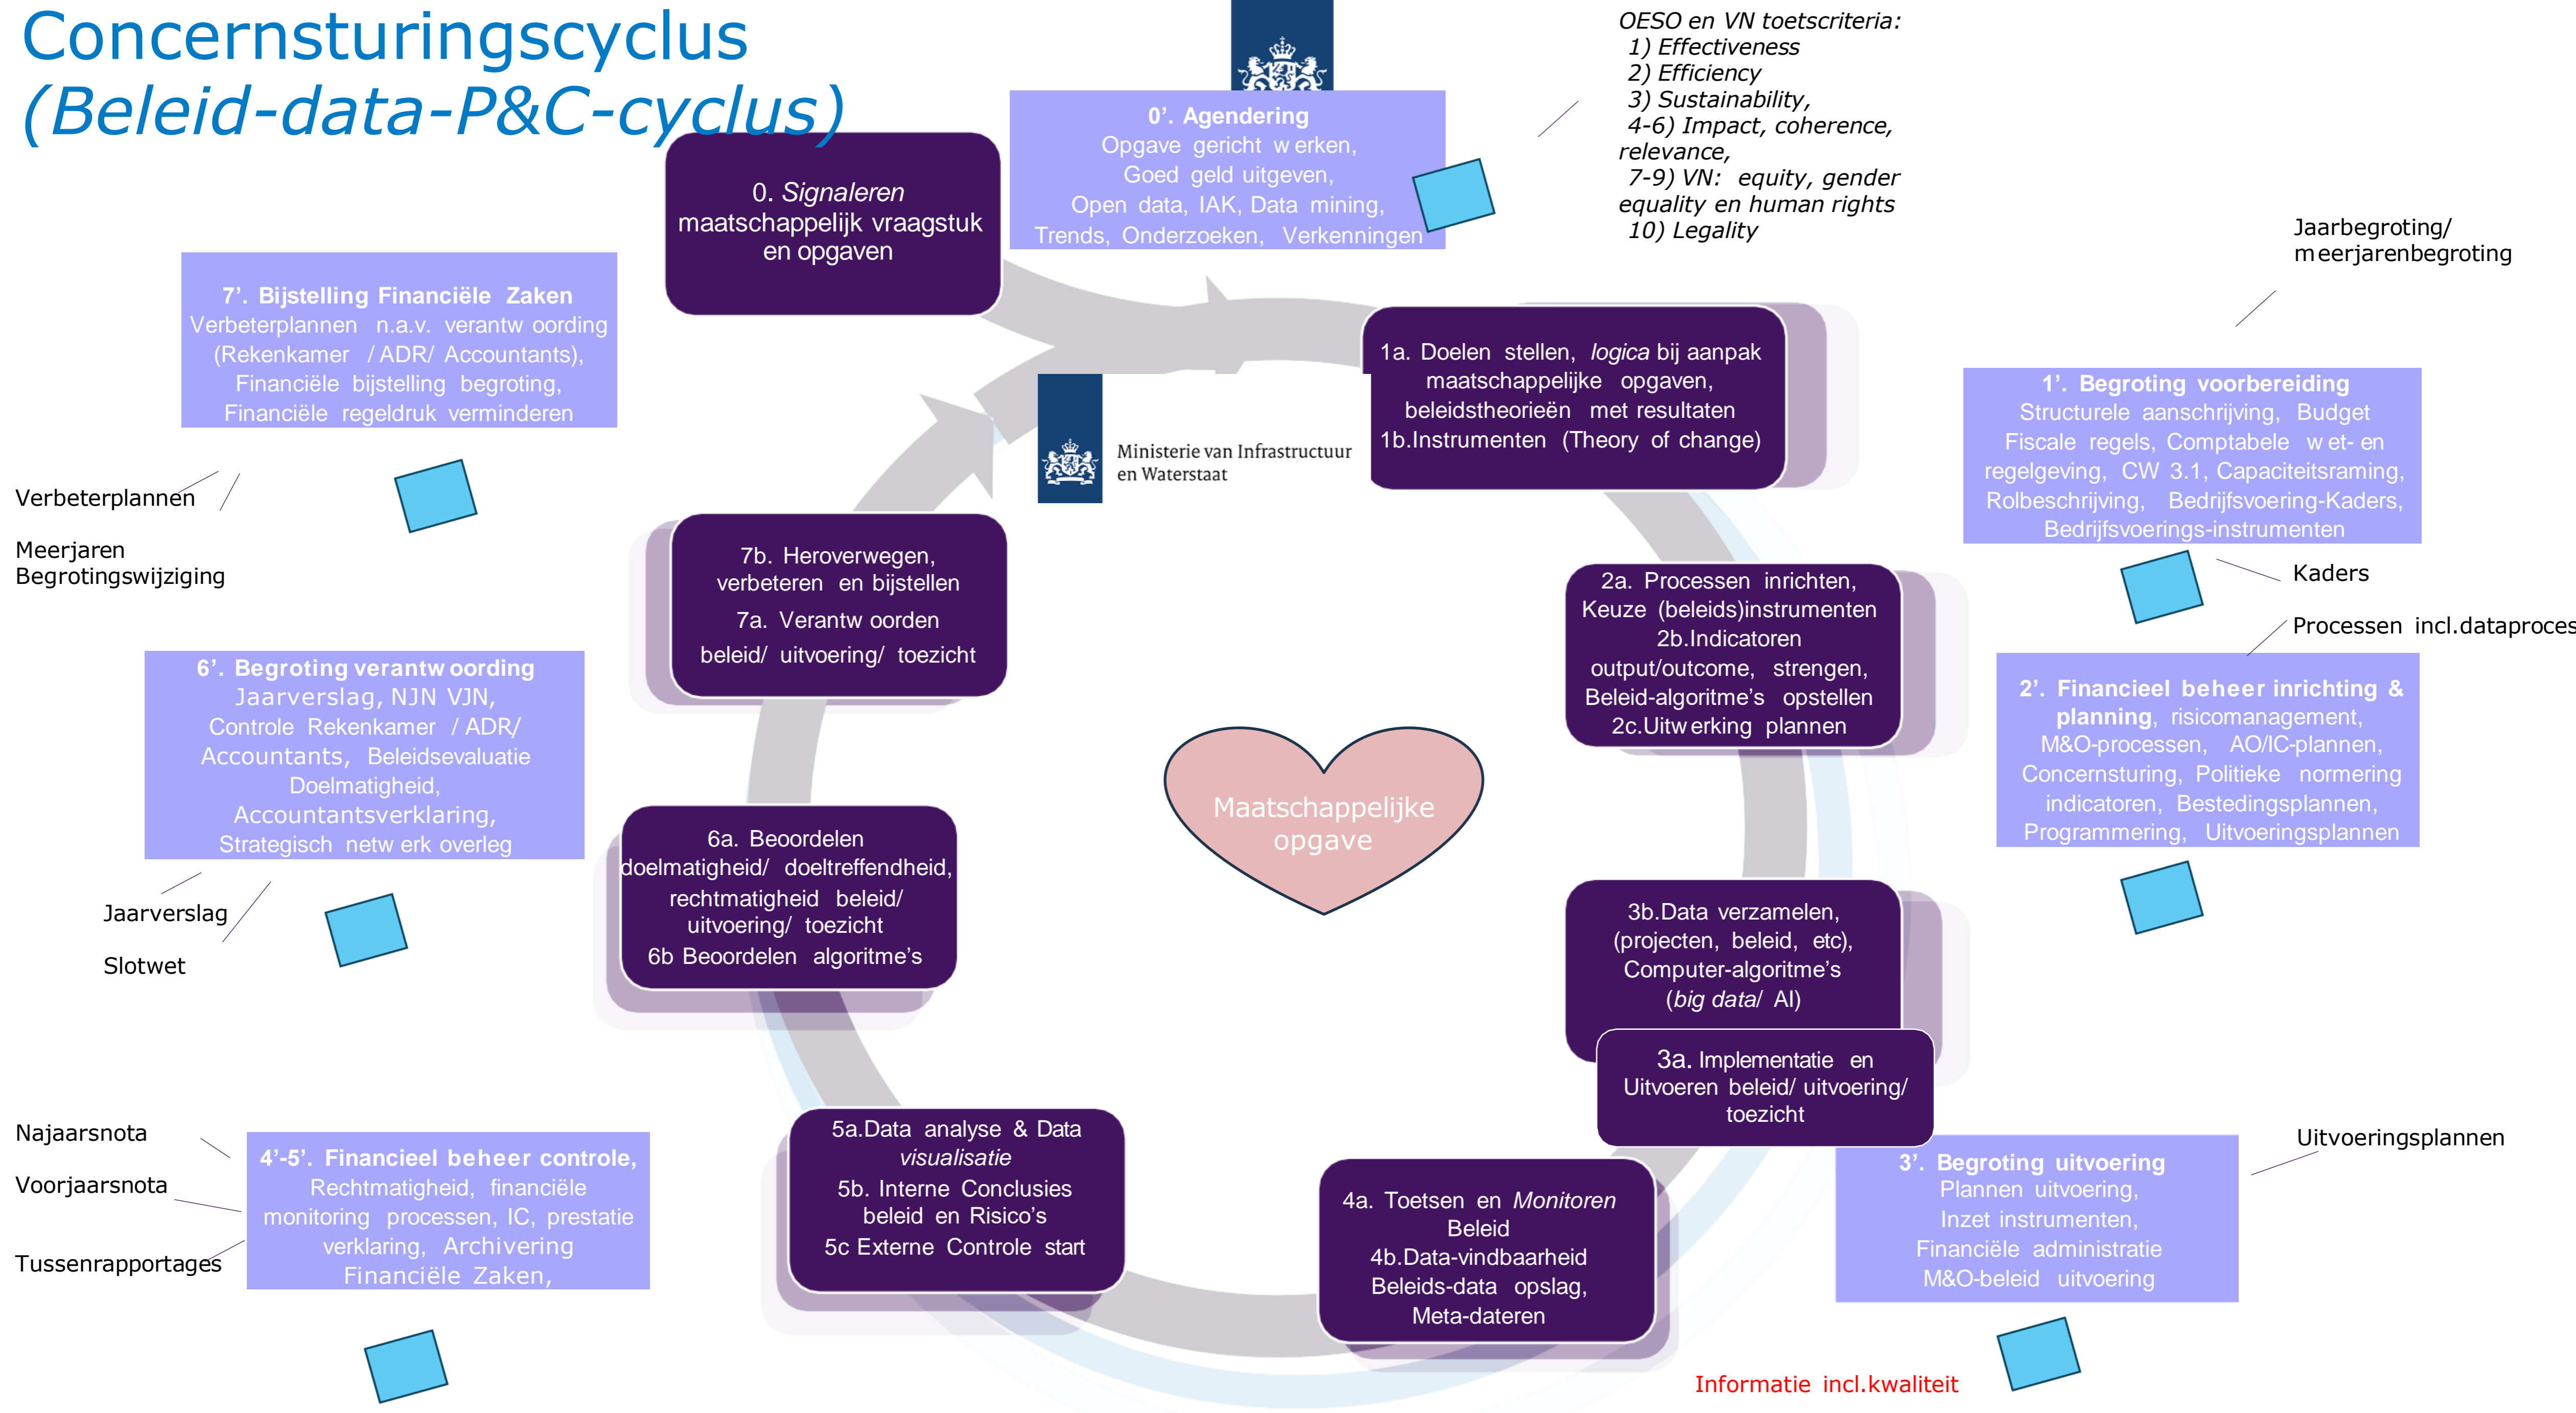 Concernsturingscyclus
(Beleid-data-P&C-cyclus)
OESO en VN toetscriteria:
1) Effectiveness
2) Efficiency
3) Sustainability,
4-6) Impact, coherence,
relevance,
7-9) VN: equity, gender
equality en human rights
10) Legality
0'. Agendering
Opgave gericht werken,
Goed geld uitgeven,
Open data, IAK, Data mining,
Trends, Onderzoeken, Verkenningen
0. Signaleren
maatschappelijk vraagstuk
en opgaven
Jaarbegroting/
meerjarenbegroting
7’. Bijstelling Financiële Zaken
Verbeterplannen n.a.v. verantwoording
(Rekenkamer / ADR/ Accountants),
Financiële bijstelling begroting,
Financiële regeldruk verminderen
1a. Doelen stellen, logica bij aanpak
maatschappelijke opgaven,
beleidstheorieën met resultaten
1b.Instrumenten (Theory of change)
1’. Begroting voorbereiding
Structurele aanschrijving, Budget
Fiscale regels, Comptabele wet- en
regelgeving, CW 3.1, Capaciteitsraming,
Rolbeschrijving, Bedrijfsvoering-Kaders,
Bedrijfsvoerings-instrumenten
Ministerie van Infrastructuur
en Waterstaat
Verbeterplannen
Meerjaren
Begrotingswijziging
7b. Heroverwegen,
verbeteren en bijstellen
7a. Verantwoorden
beleid/ uitvoering/ toezicht
2a. Processen inrichten,
Keuze (beleids)instrumenten
2b.Indicatoren
output/outcome, strengen,
Beleid-algoritme’s opstellen
2c.Uitwerking plannen
Kaders
Processen incl.dataproces
2’. Financieel beheer inrichting &
planning, risicomanagement,
M&O-processen, AO/IC-plannen,
Concernsturing, Politieke normering
indicatoren, Bestedingsplannen,
Programmering, Uitvoeringsplannen
6’. Begroting verantwoording
Jaarverslag, NJN VJN,
Controle Rekenkamer / ADR/
Accountants, Beleidsevaluatie
Doelmatigheid,
Accountantsverklaring,
Strategisch netwerk overleg
Maatschappelijke
opgave
6a. Beoordelen
doelmatigheid/ doeltreffendheid,
rechtmatigheid beleid/
uitvoering/ toezicht
6b Beoordelen algoritme’s
Jaarverslag
Slotwet
3b.Data verzamelen,
(projecten, beleid, etc),
Computer-algoritme’s
(big data/ AI)
3a. Implementatie en
Uitvoeren beleid/ uitvoering/
toezicht
Najaarsnota
Voorjaarsnota
Tussenrapportages
4’-5’. Financieel beheer controle,
Rechtmatigheid, financiële
monitoring processen, IC, prestatie
verklaring, Archivering
Financiële Zaken,
5a.Data analyse & Data
visualisatie
5b. Interne Conclusies
beleid en Risico’s
5c Externe Controle start
4a. Toetsen en Monitoren
Beleid
4b.Data-vindbaarheid
Beleids-data opslag,
Meta-dateren
3’. Begroting uitvoering
Plannen uitvoering,
Inzet instrumenten,
Financiële administratie
M&O-beleid uitvoering
Uitvoeringsplannen
Informatie incl.kwaliteit